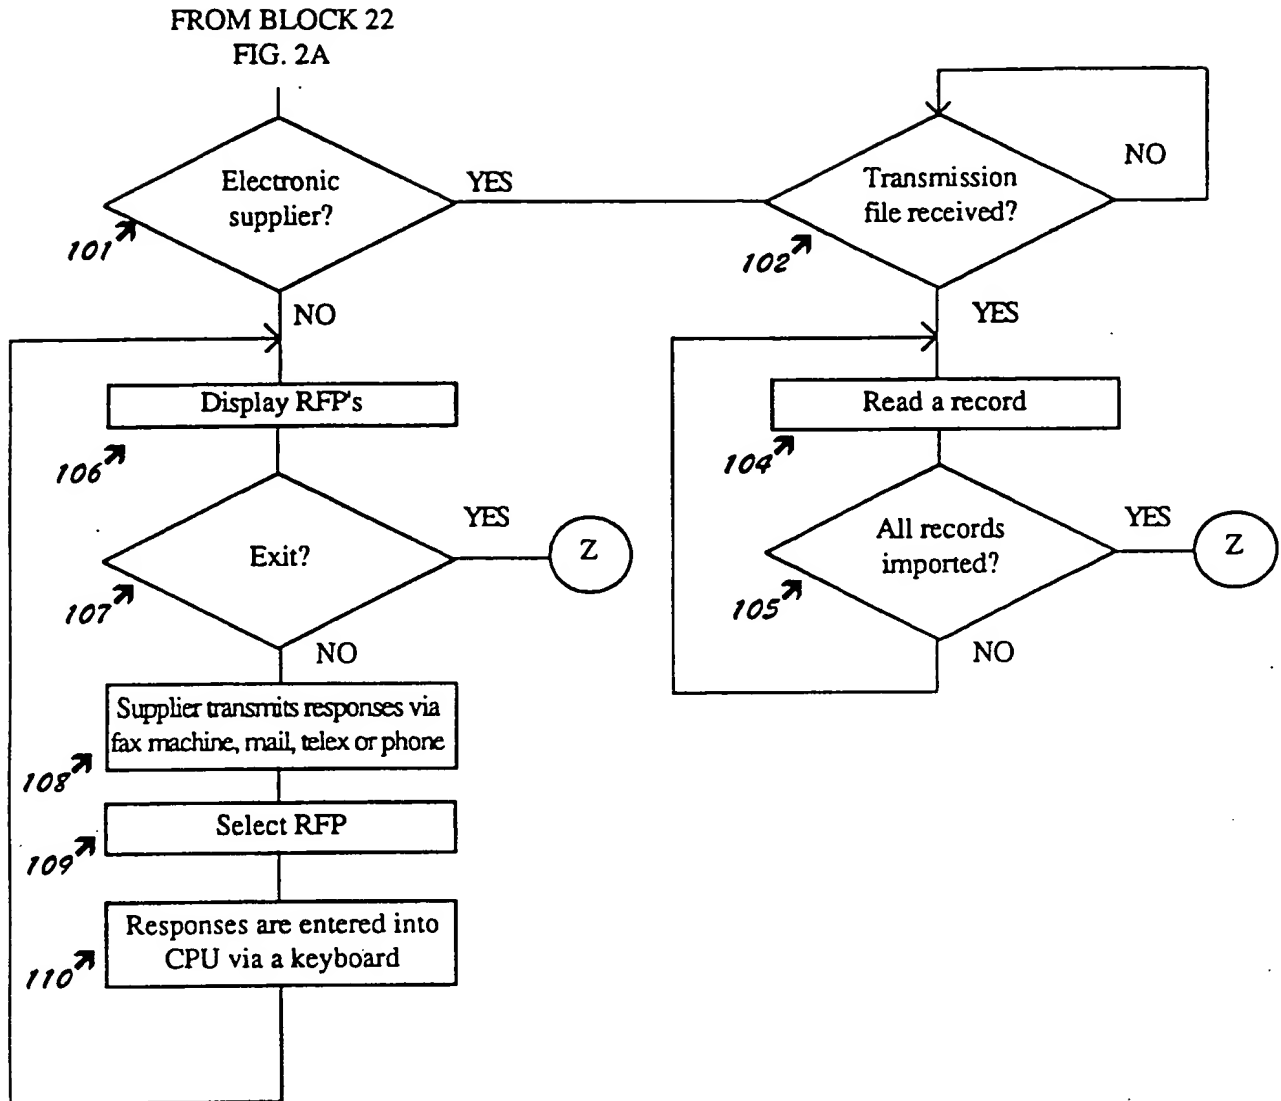 FROM BLOCK 22
FIG. 2A
Electronic
supplier?
YES
101
NO
Transmission
file received?
NO
102
YES
Display RFP's
106
Read a record
104
Exit?
YES
Z
107
NO
All records
imported?
YES
Z
105
NO
Supplier transmits responses via
fax machine, mail, telex or phone
108
Select RFP
109
Responses are entered into
CPU via a keyboard
110